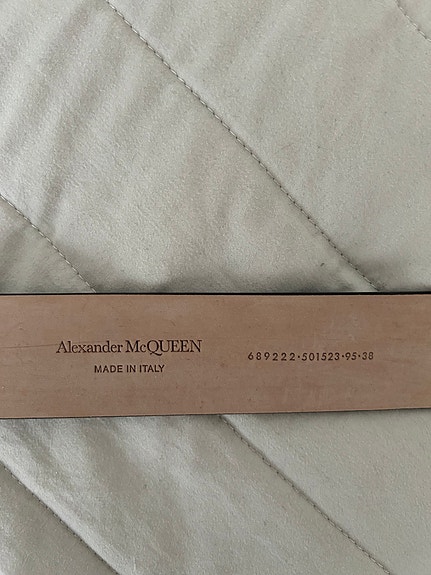 Alexander McQUEEN
MADE IN ITALY
689222·501523·95·38